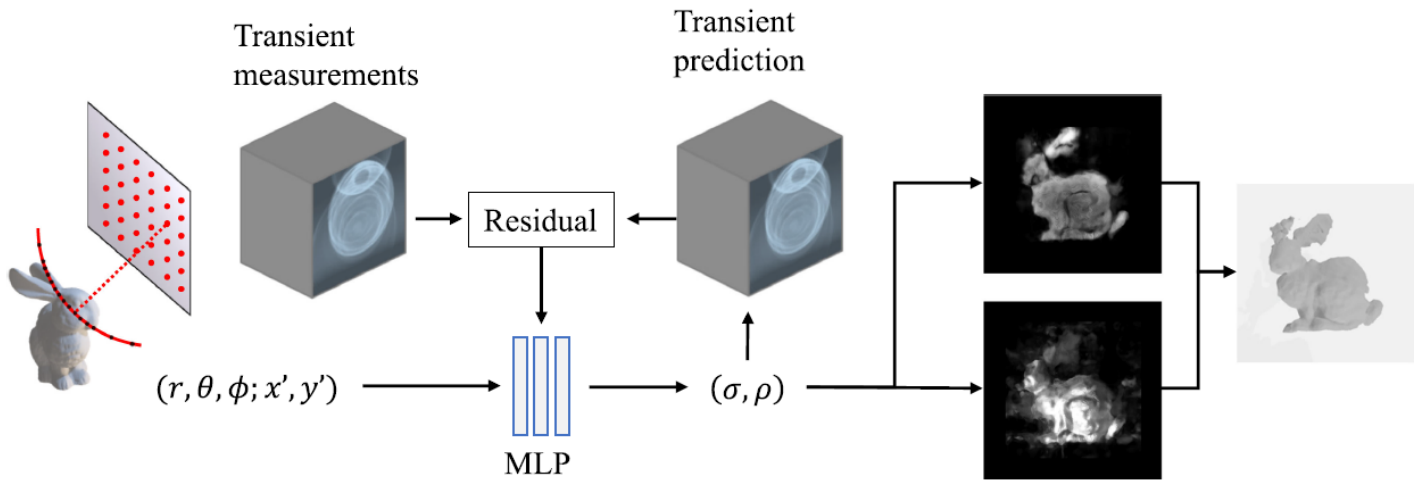 Transient
measurements
Transient
prediction
Residual
(r, θ, ϕ; x’, y’)
(σ, ρ)
MLP